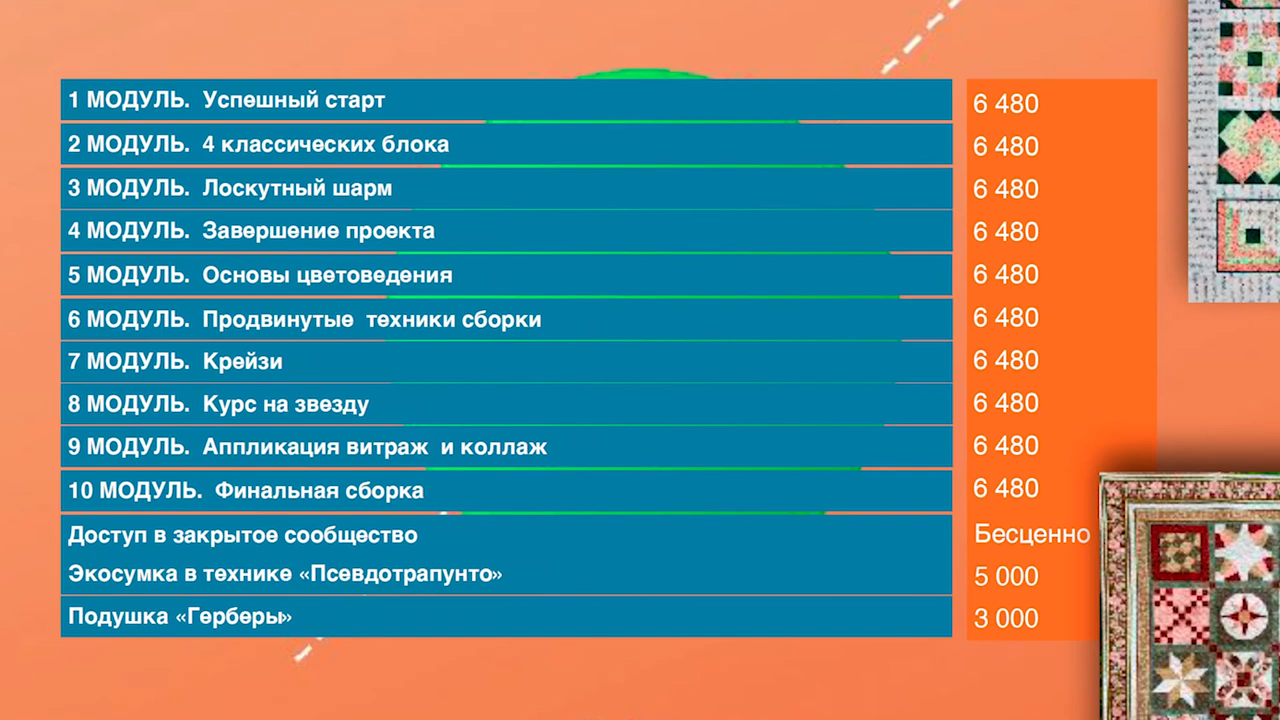 1 МОДУЛЬ. Успешный старт 6 480
2 МОДУЛЬ. 4 классических блока 6 480
3 МОДУЛЬ. Лоскутный шарм 6 480
4 МОДУЛЬ. Завершение проекта 6 480
5 МОДУЛЬ. Основы цветоведения 6 480
6 МОДУЛЬ. Продвинутые техники сборки 6 480
7 МОДУЛЬ. Крейзи 6 480
8 МОДУЛЬ. Курс на звезду 6 480
9 МОДУЛЬ. Аппликация витраж и коллаж 6 480
10 МОДУЛЬ. Финальная сборка 6 480
Доступ в закрытое сообщество Бесценно
Экосумка в технике «Псевдотрапунто» 5 000
Подушка «Герберы» 3 000